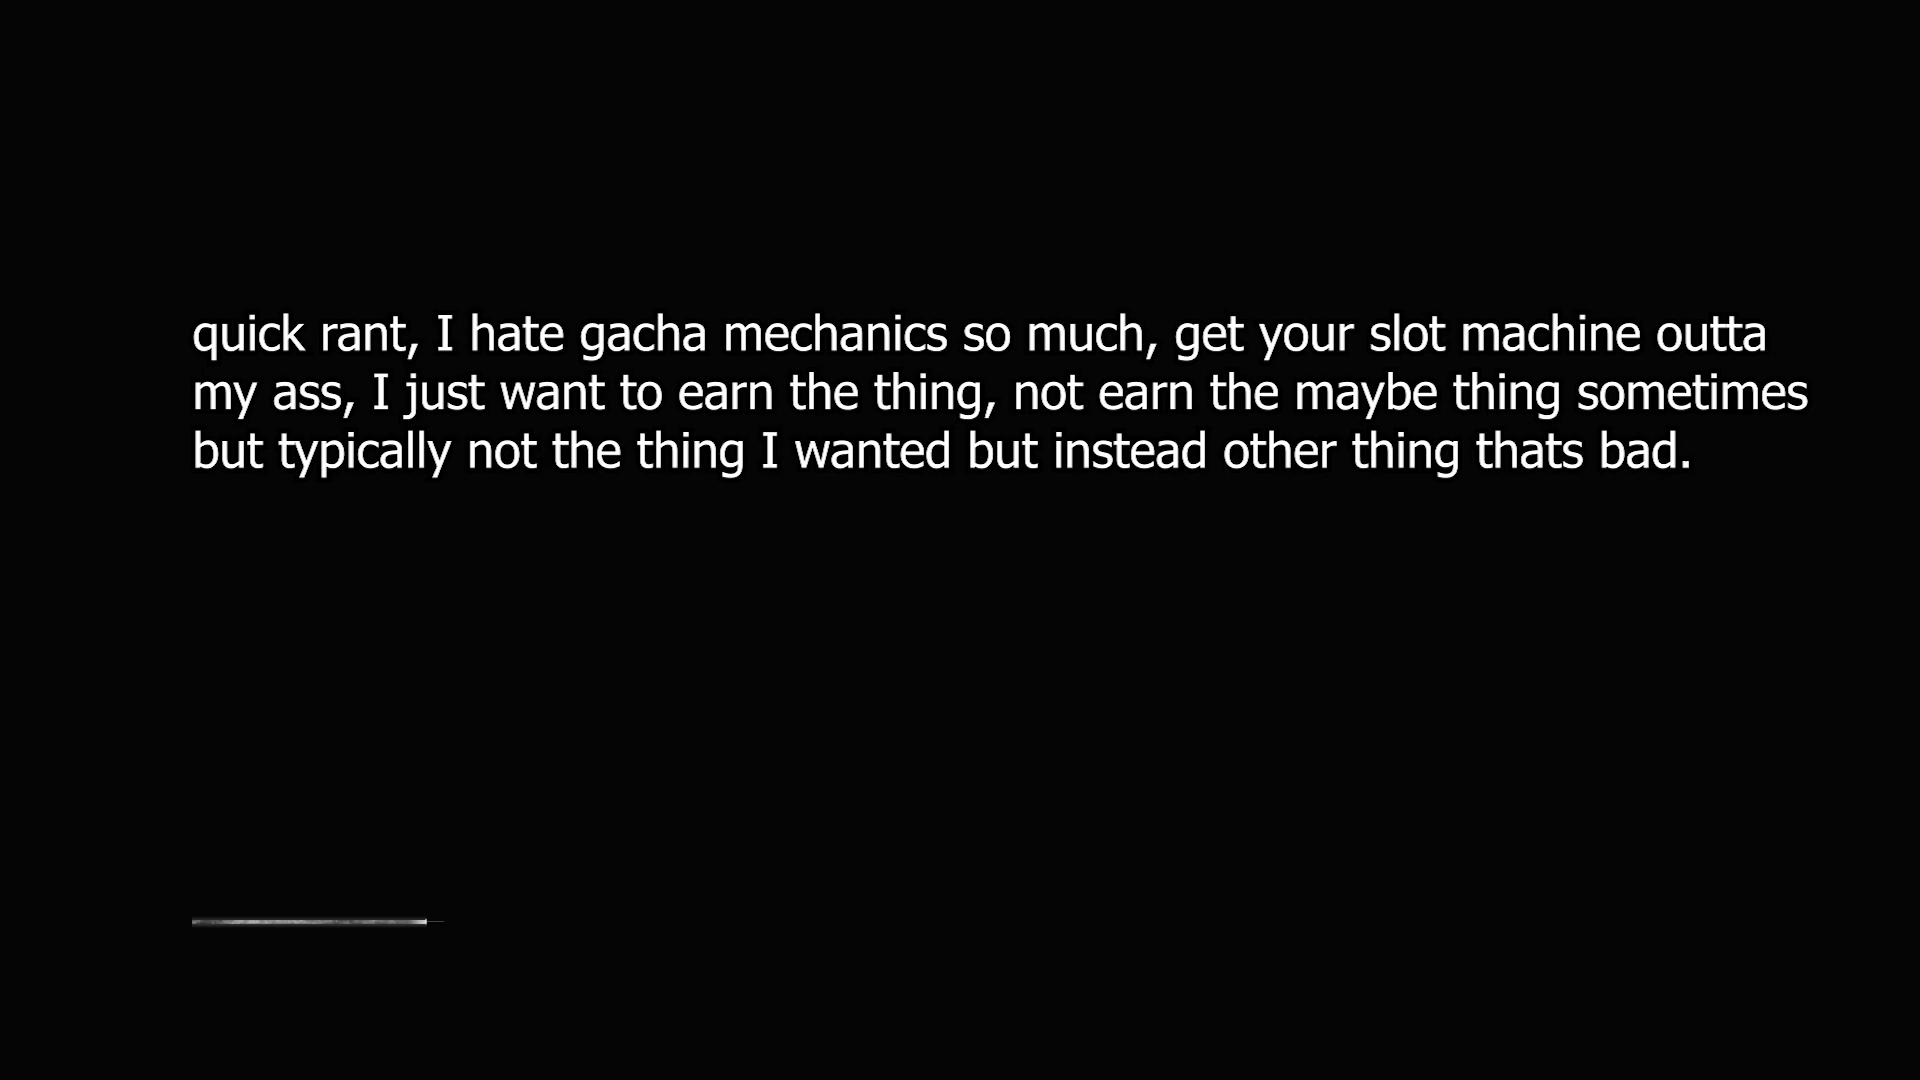 quick rant, I hate gacha mechanics so much, get your slot machine outta
my ass, I just want to earn the thing, not earn the maybe thing sometimes
but typically not the thing I wanted but instead other thing thats bad.